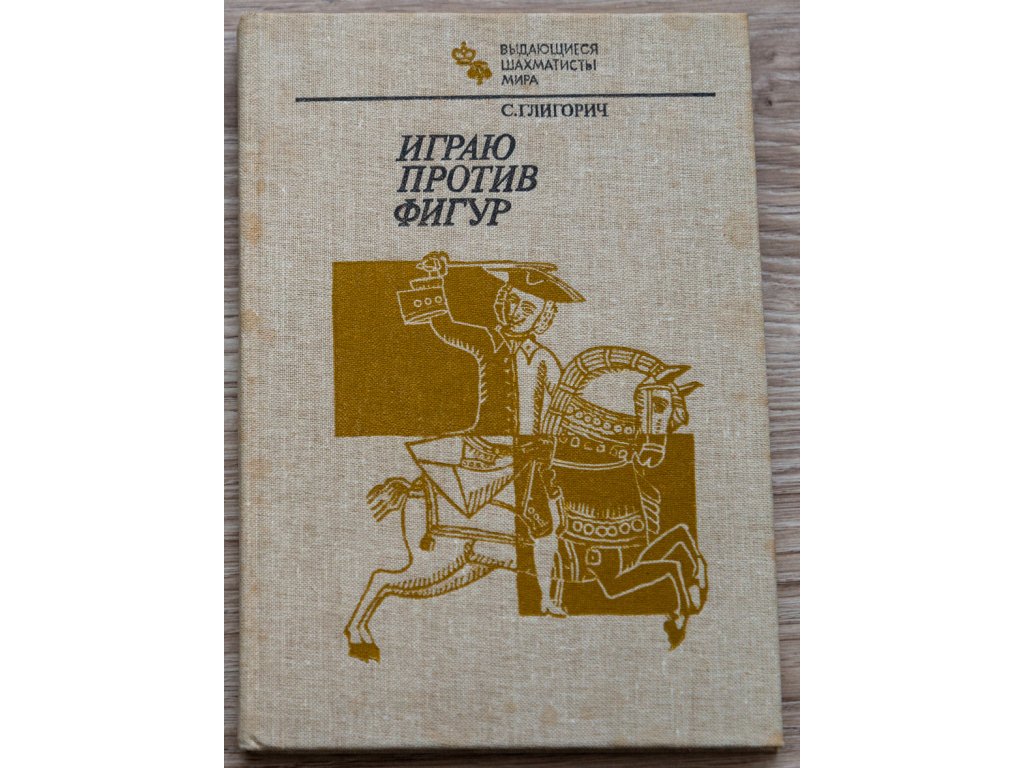 ВЫДАЮЩИЕСЯ
ШАХМАТИСТЫ
МИРА
С.ГЛИГОРИЧ
ИГРАЮ
ПРОТИВ
ФИГУР